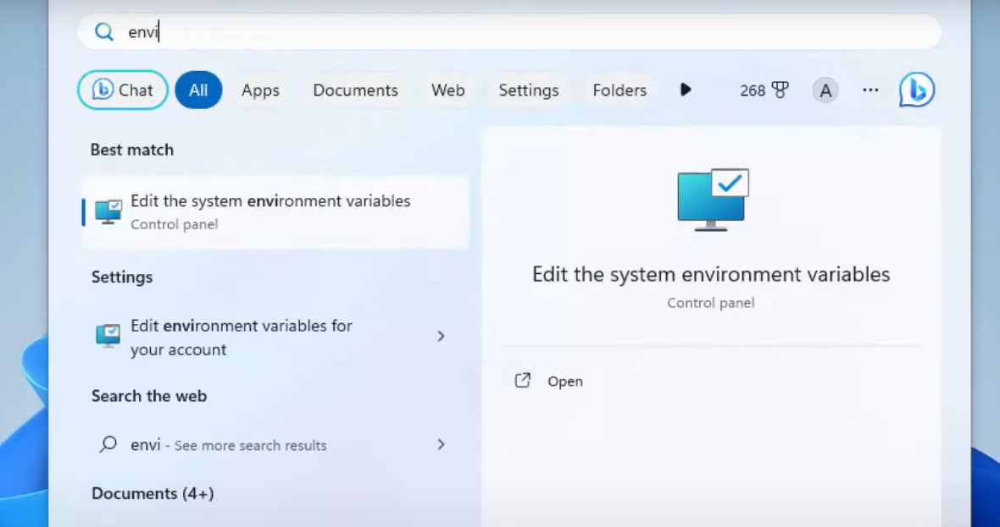 envi
Chat
All
Apps
Documents
Web
Settings
Folders
268
A
Best match
Edit the system environment variables
Control panel
Settings
Edit environment variables for
your account
Search the web
envi - See more search results
Documents (4+)
Edit the system environment variables
Control panel
Open